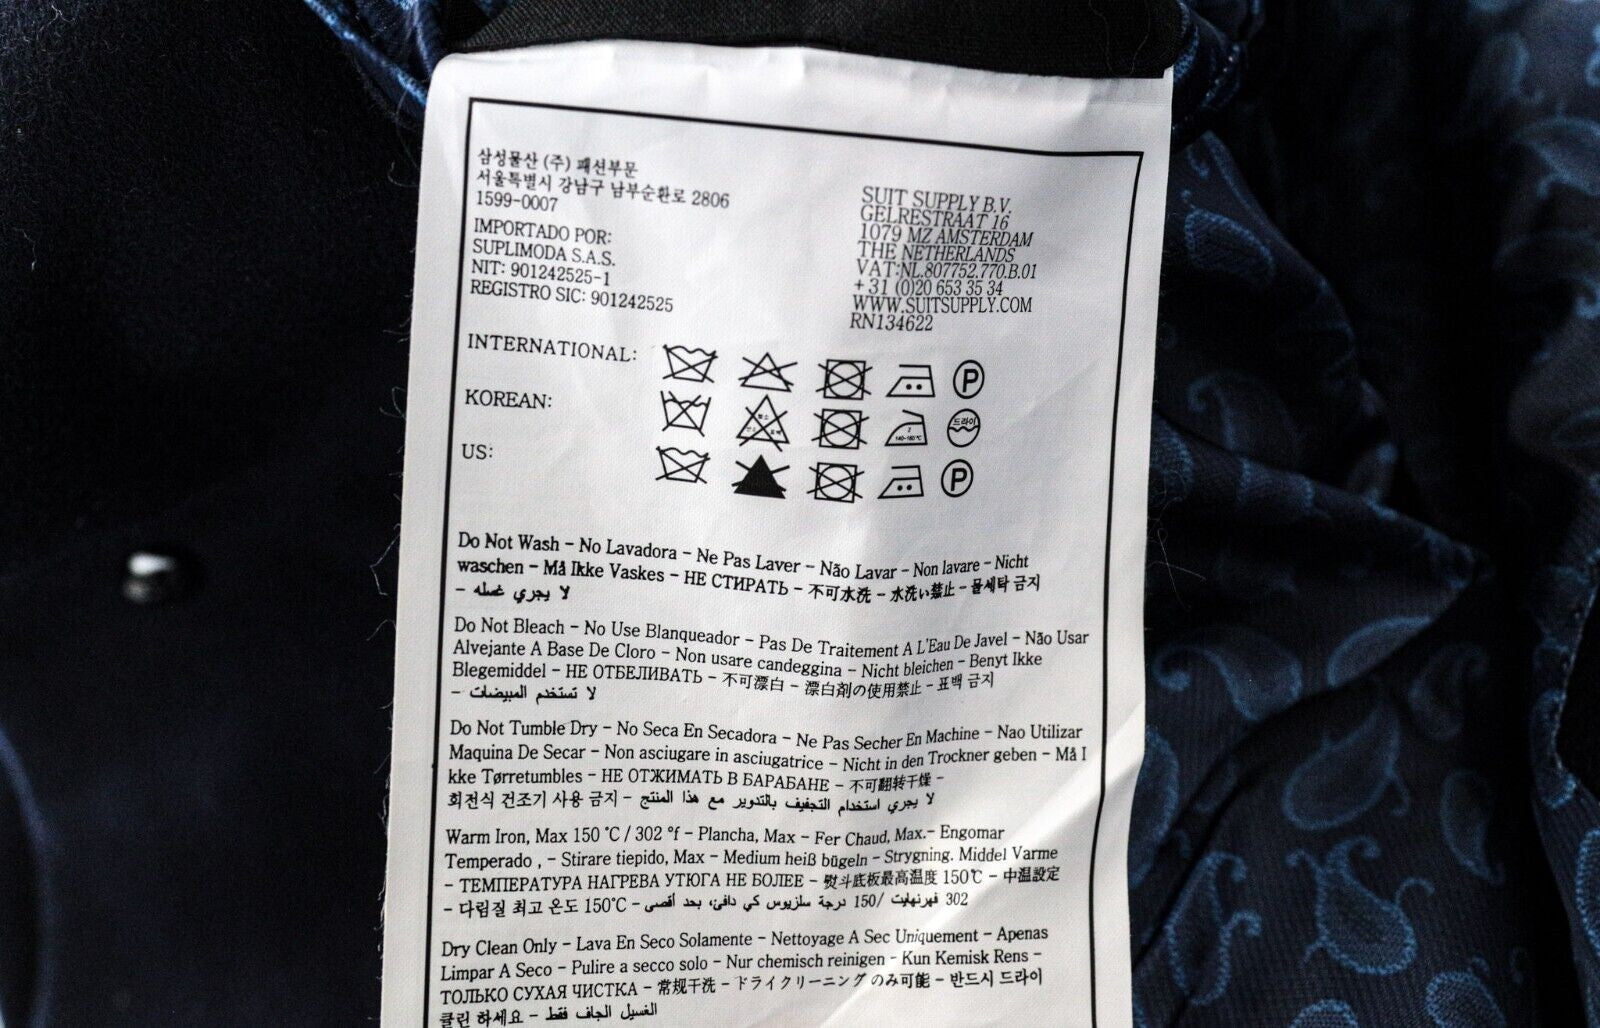 삼성물산 (주) 패션부문
서울특별시 강남구 남부순환로 2806
1599-0007
IMPORTADO POR:
SUPLIMODA S.A.S.
NIT: 901242525-1
REGISTRO SIC: 901242525
SUIT SUPPLY B.V.
GELRESTRAAT 16
1079 MZ AMSTERDAM
THE NETHERLANDS
VAT:NL.807752.770.B.01
+ 31 (0)20 653 35 34
WWW.SUITSUPPLY.COM
RN134622
INTERNATIONAL:
P
KOREAN:
드라이
140-160 ℃
US:
P
Do Not Wash - No Lavadora - Ne Pas Laver - Não Lavar - Non lavare - Nicht
waschen - Må Ikke Vaskes - НЕ СТИРАТЬ - 不可水洗 - 水洗い禁止 - 물세탁 금지
- لا يجري غسله
Do Not Bleach - No Use Blanqueador - Pas De Traitement A L'Eau De Javel - Não Usar
Alvejante A Base De Cloro - Non usare candeggina - Nicht bleichen - Benyt Ikke
Blegemiddel - НЕ ОТБЕЛИВАТЬ - 不可漂白 - 漂白剤の使用禁止 - 표백 금지
- لا تستخدم المبيضات
Do Not Tumble Dry - No Seca En Secadora - Ne Pas Secher En Machine - Nao Utilizar
Maquina De Secar - Non asciugare in asciugatrice - Nicht in den Trockner geben - Må I
kke Tørretumbles - НЕ ОТЖИМАТЬ В БАРАБАНЕ - 不可翻转干燥 -
회전식 건조기 사용 금지 - لا يجري استخدام التجفيف بالتدوير مع هذا المنتج
Warm Iron, Max 150 °C / 302 °f - Plancha, Max - Fer Chaud, Max.- Engomar
Temperado , - Stirare tiepido, Max - Medium heiß bügeln - Strygning. Middel Varme
- ТЕМПЕРАТУРА НАГРЕВА УТЮГА НЕ БОЛЕЕ - 熨斗底板最高温度 150℃ - 中温設定
- 다림질 최고 온도 150℃ - كي دافئ، بحد أقصى 150/ درجة سلزيوس 302 فهرنهايت
Dry Clean Only - Lava En Seco Solamente - Nettoyage A Sec Uniquement - Apenas
Limpar A Seco - Pulire a secco solo - Nur chemisch reinigen - Kun Kemisk Rens -
ТОЛЬКО СУХАЯ ЧИСТКА - 常规干洗 - ドライクリーニング のみ可能 - 반드시 드라이
클린 하세요 - الغسيل الجاف فقط -